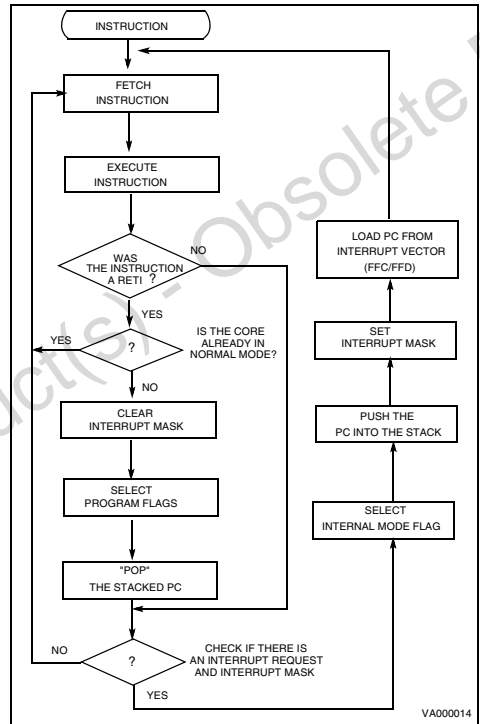 INSTRUCTION
FETCH
INSTRUCTION
EXECUTE
INSTRUCTION
WAS
THE INSTRUCTION
A RETI ?
NO
YES
?
IS THE CORE
ALREADY IN
NORMAL MODE?
YES
NO
CLEAR
INTERRUPT MASK
SELECT
PROGRAM FLAGS
"POP"
THE STACKED PC
?
CHECK IF THERE IS
AN INTERRUPT REQUEST
AND INTERRUPT MASK
NO
YES
SELECT
INTERNAL MODE FLAG
PUSH THE
PC INTO THE STACK
SET
INTERRUPT MASK
LOAD PC FROM
INTERRUPT VECTOR
(FFC/FFD)
VA000014
duct(s) - Obsolete